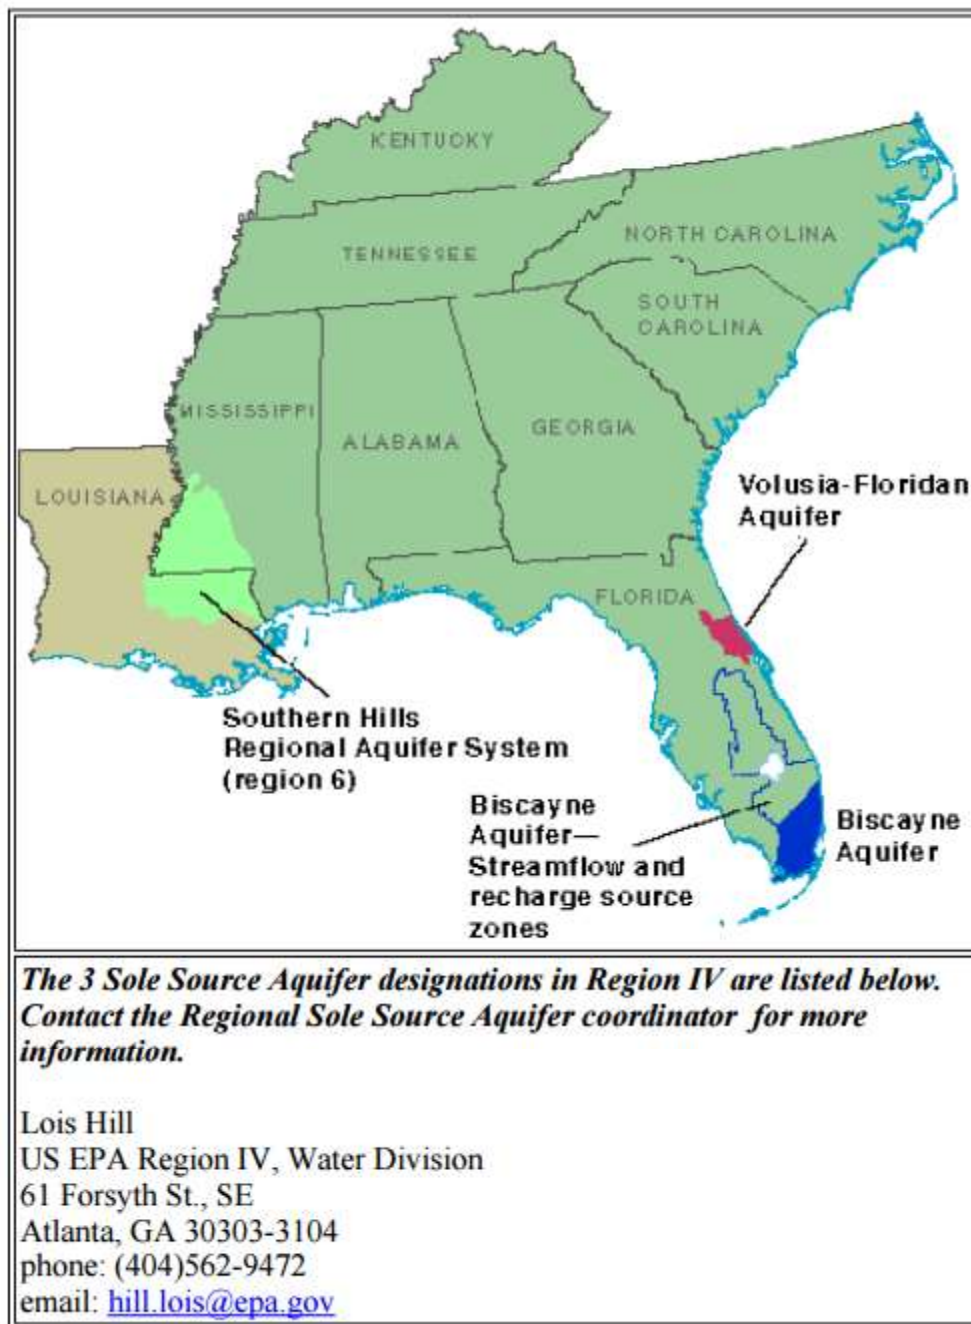 KENTUCKY
TENNESSEE
NORTH CAROLINA
SOUTH
CAROLINA
MISSISSIPPI
ALABAMA
GEORGIA
LOUISIANA
Volusia-Floridan
Aquifer
FLORIDA
Southern Hills
Regional Aquifer System
(region 6)
Biscayne
Aquifer—
Streamflow and
recharge source
zones
Biscayne
Aquifer
The 3 Sole Source Aquifer designations in Region IV are listed below.
Contact the Regional Sole Source Aquifer coordinator for more
information.
Lois Hill
US EPA Region IV, Water Division
61 Forsyth St., SE
Atlanta, GA 30303-3104
phone: (404)562-9472
email: hill.lois@epa.gov